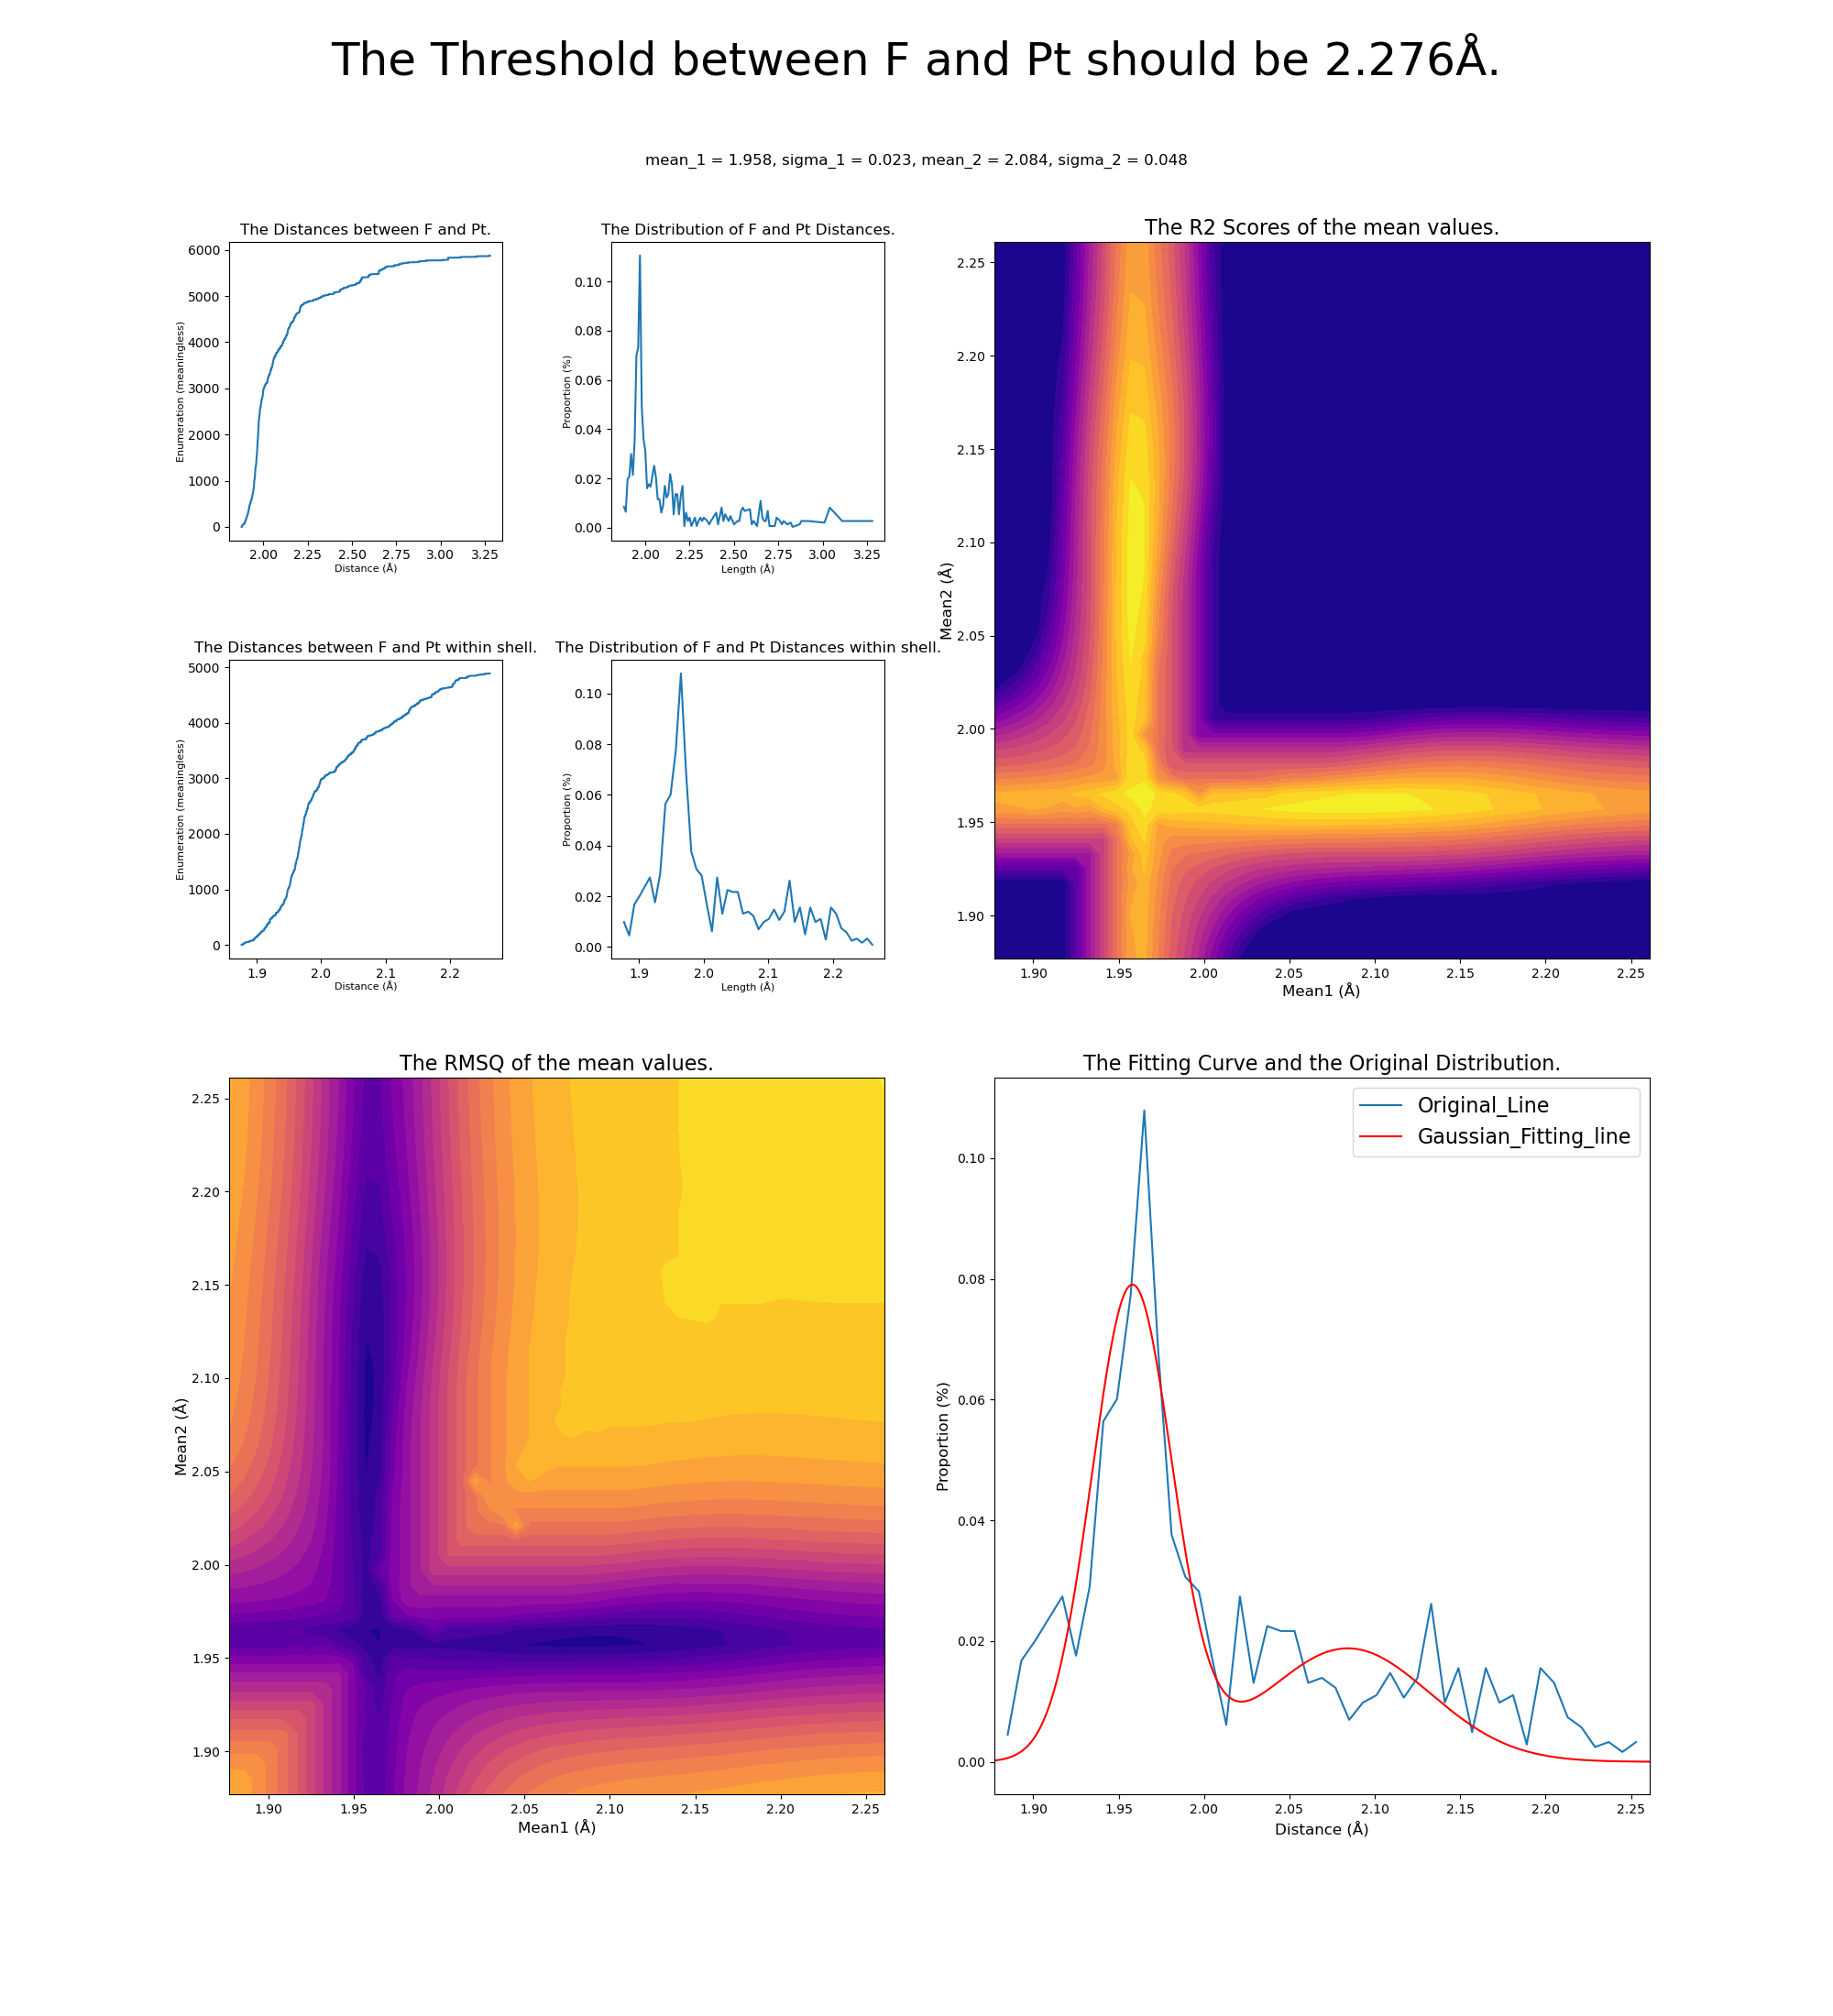 The Threshold between F and Pt should be 2.276Å.
mean_1 = 1.958, sigma_1 = 0.023, mean_2 = 2.084, sigma_2 = 0.048
The Distances between F and Pt.
6000
5000
4000
3000
2000
1000
0
Enumeration (meaningless)
2.00 2.25 2.50 2.75 3.00 3.25
Distance (Å)
The Distribution of F and Pt Distances.
0.10
0.08
0.06
0.04
0.02
0.00
Proportion (%)
2.00 2.25 2.50 2.75 3.00 3.25
Length (Å)
The R2 Scores of the mean values.
2.25
2.20
2.15
2.10
2.05
2.00
1.95
1.90
Mean2 (Å)
1.90 1.95 2.00 2.05 2.10 2.15 2.20 2.25
Mean1 (Å)
The Distances between F and Pt within shell.
5000
4000
3000
2000
1000
0
Enumeration (meaningless)
1.9 2.0 2.1 2.2
Distance (Å)
The Distribution of F and Pt Distances within shell.
0.10
0.08
0.06
0.04
0.02
0.00
Proportion (%)
1.9 2.0 2.1 2.2
Length (Å)
The RMSQ of the mean values.
2.25
2.20
2.15
2.10
2.05
2.00
1.95
1.90
Mean2 (Å)
1.90 1.95 2.00 2.05 2.10 2.15 2.20 2.25
Mean1 (Å)
The Fitting Curve and the Original Distribution.
Original_Line
Gaussian_Fitting_line
0.10
0.08
0.06
0.04
0.02
0.00
Proportion (%)
1.90 1.95 2.00 2.05 2.10 2.15 2.20 2.25
Distance (Å)